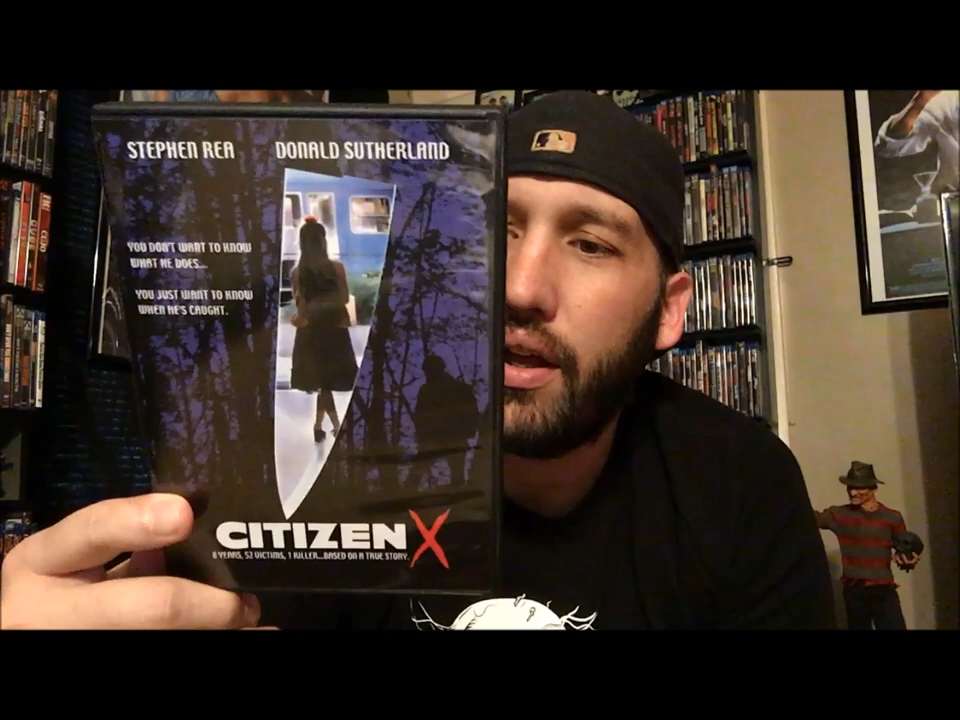 STEPHEN REA DONALD SUTHERLAND
YOU DON'T WANT TO KNOW
WHAT HE DOES...
YOU JUST WANT TO KNOW
WHEN HE'S CAUGHT.
CITIZEN X
8 YEARS, 52 VICTIMS, 1 KILLER...BASED ON A TRUE STORY.